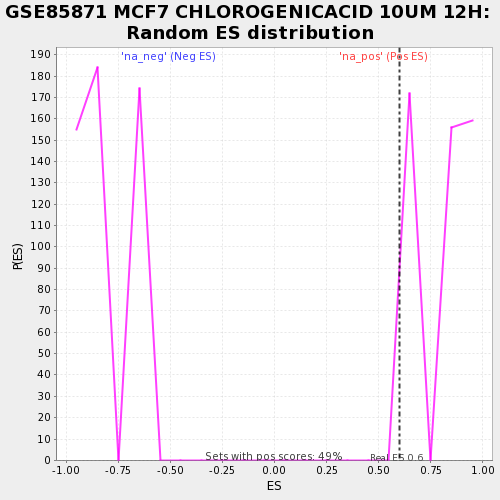 GSE85871 MCF7 CHLOROGENICACID 10UM 12H:
Random ES distribution
'na_neg' (Neg ES)
'na_pos' (Pos ES)
190
180
170
160
150
140
130
120
110
100
90
80
70
60
50
40
30
20
10
0
P(ES)
Sets with pos scores: 49%
Real ES 0.6
-1.00 -0.75 -0.50 -0.25 0.00 0.25 0.50 0.75 1.00
ES